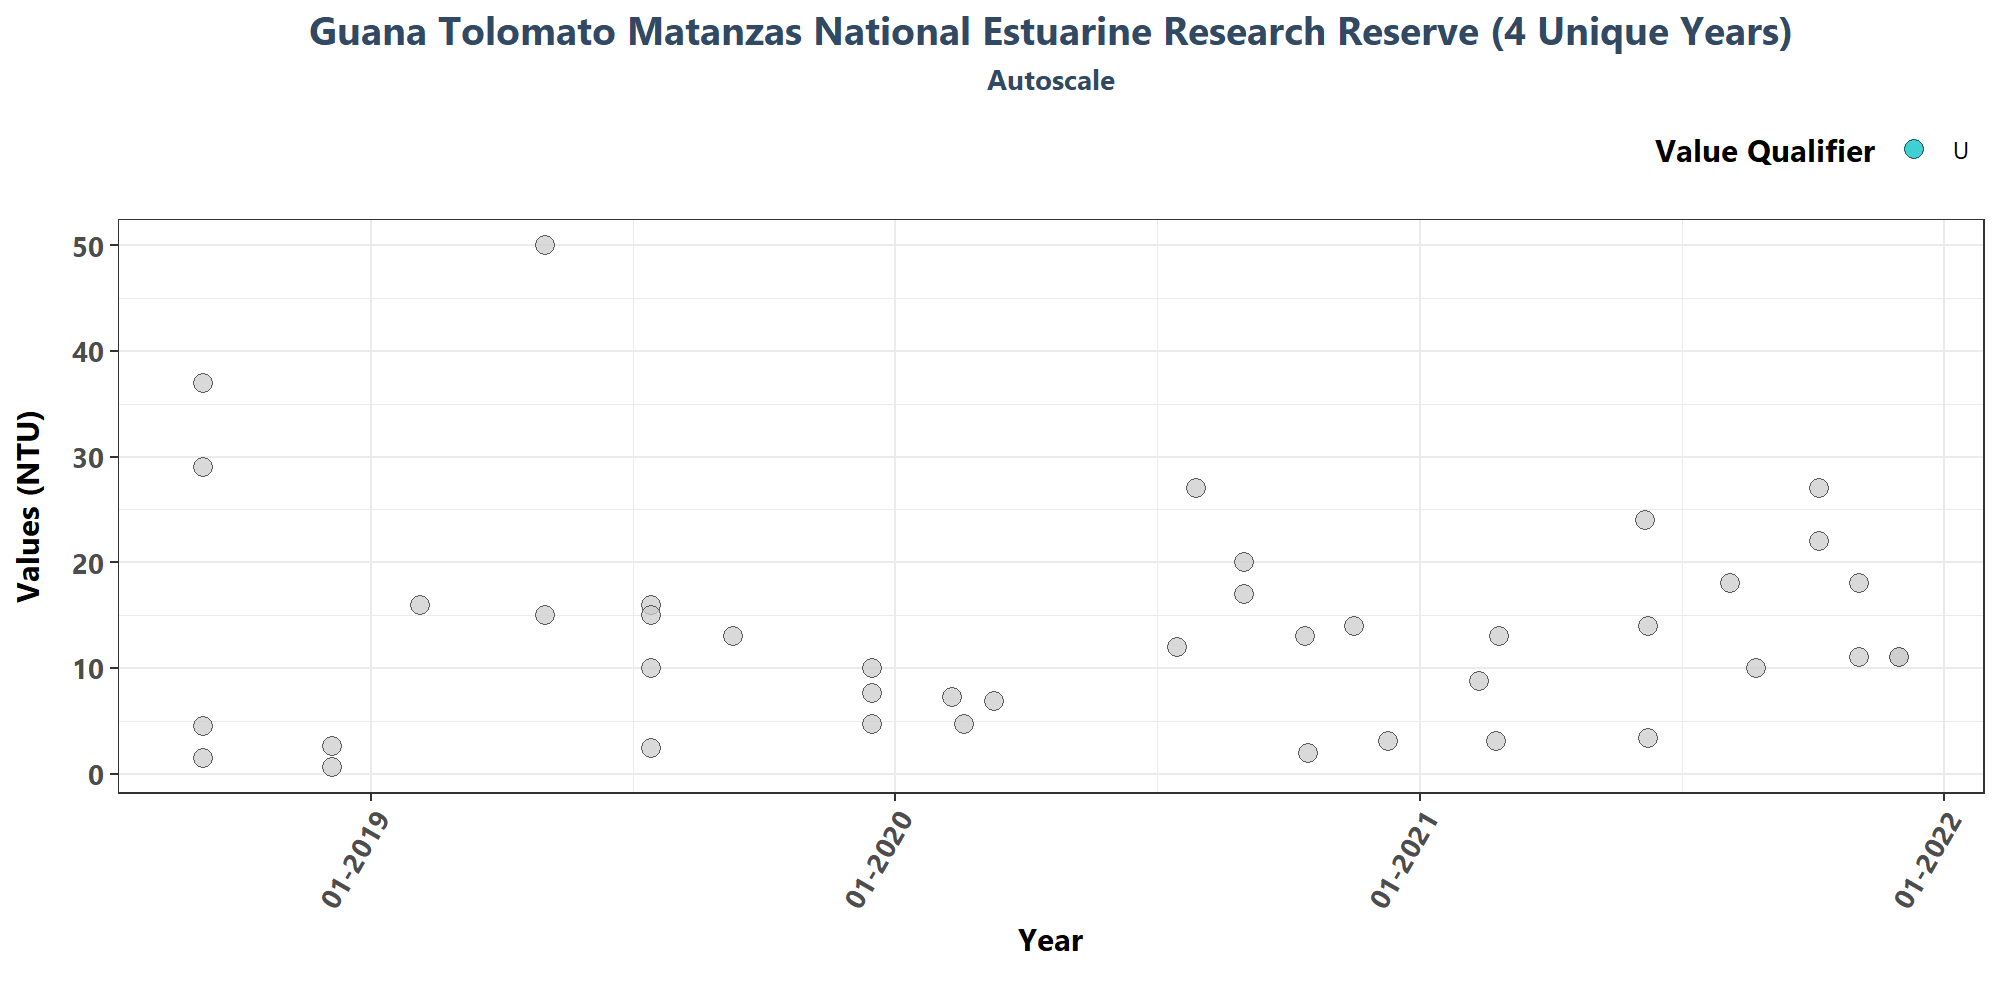 Guana Tolomato Matanzas National Estuarine Research Reserve (4 Unique Years)
Autoscale
Value Qualifier U
50
40
30
20
10
0
Values (NTU)
01-2019
01-2020
01-2021
01-2022
Year